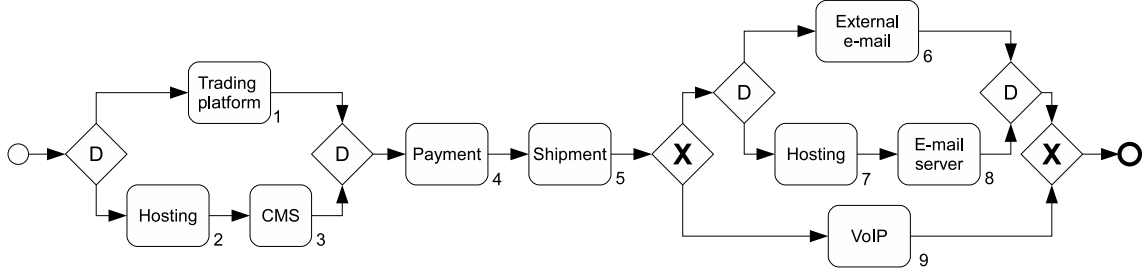 D
Trading
platform
1
Hosting
2
CMS
3
D
Payment
4
Shipment
5
X
D
External
e-mail
6
Hosting
7
E-mail
server
8
D
VoIP
9
X